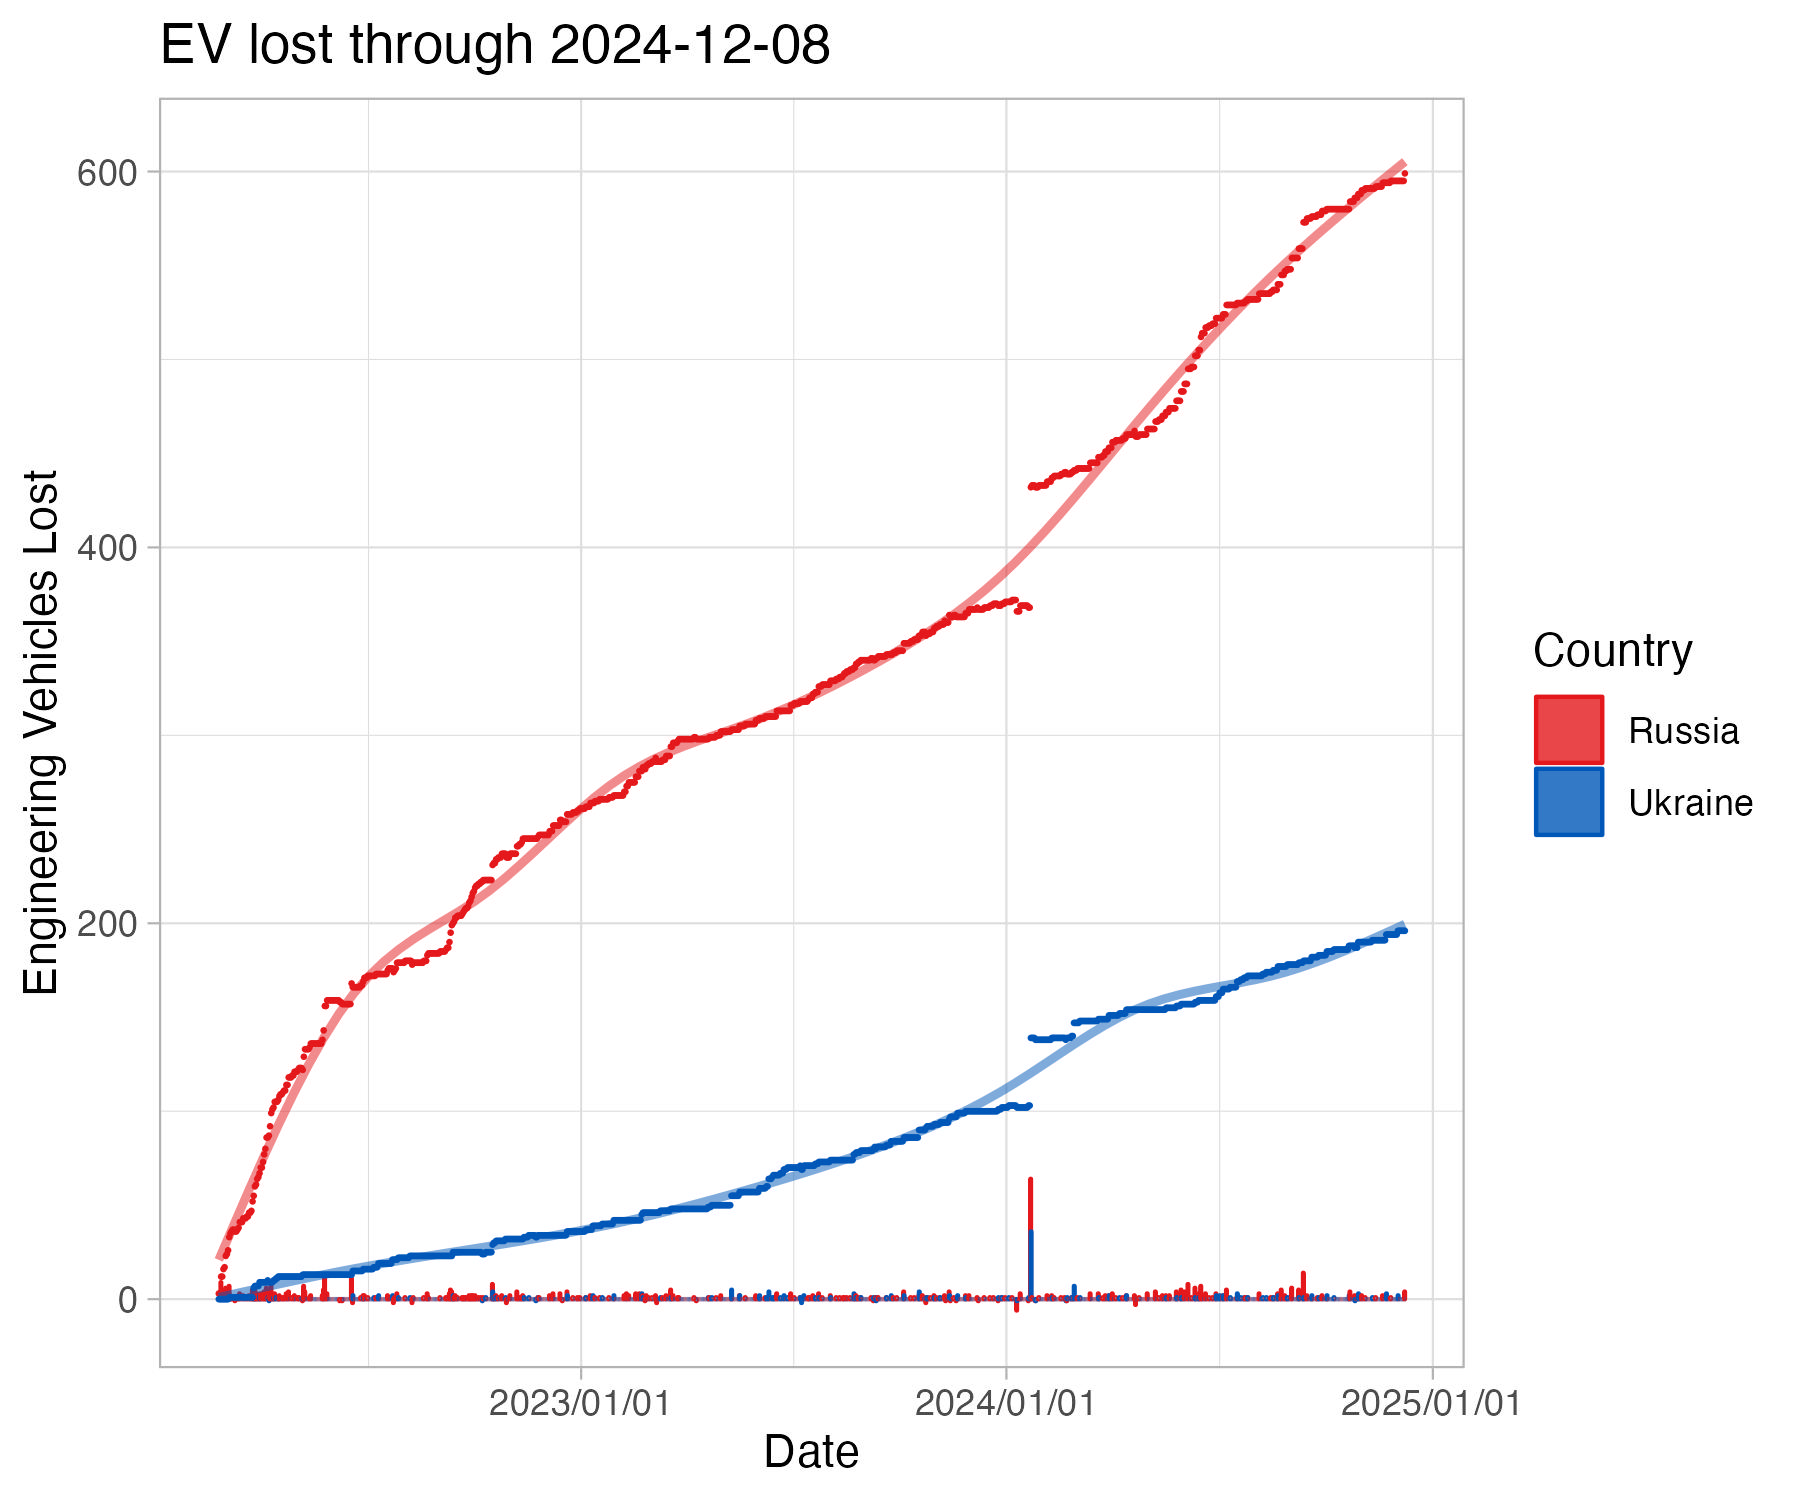 EV lost through 2024-12-08
Engineering Vehicles Lost
600
400
200
0
2023/01/01
2024/01/01
2025/01/01
Date
Country
Russia
Ukraine